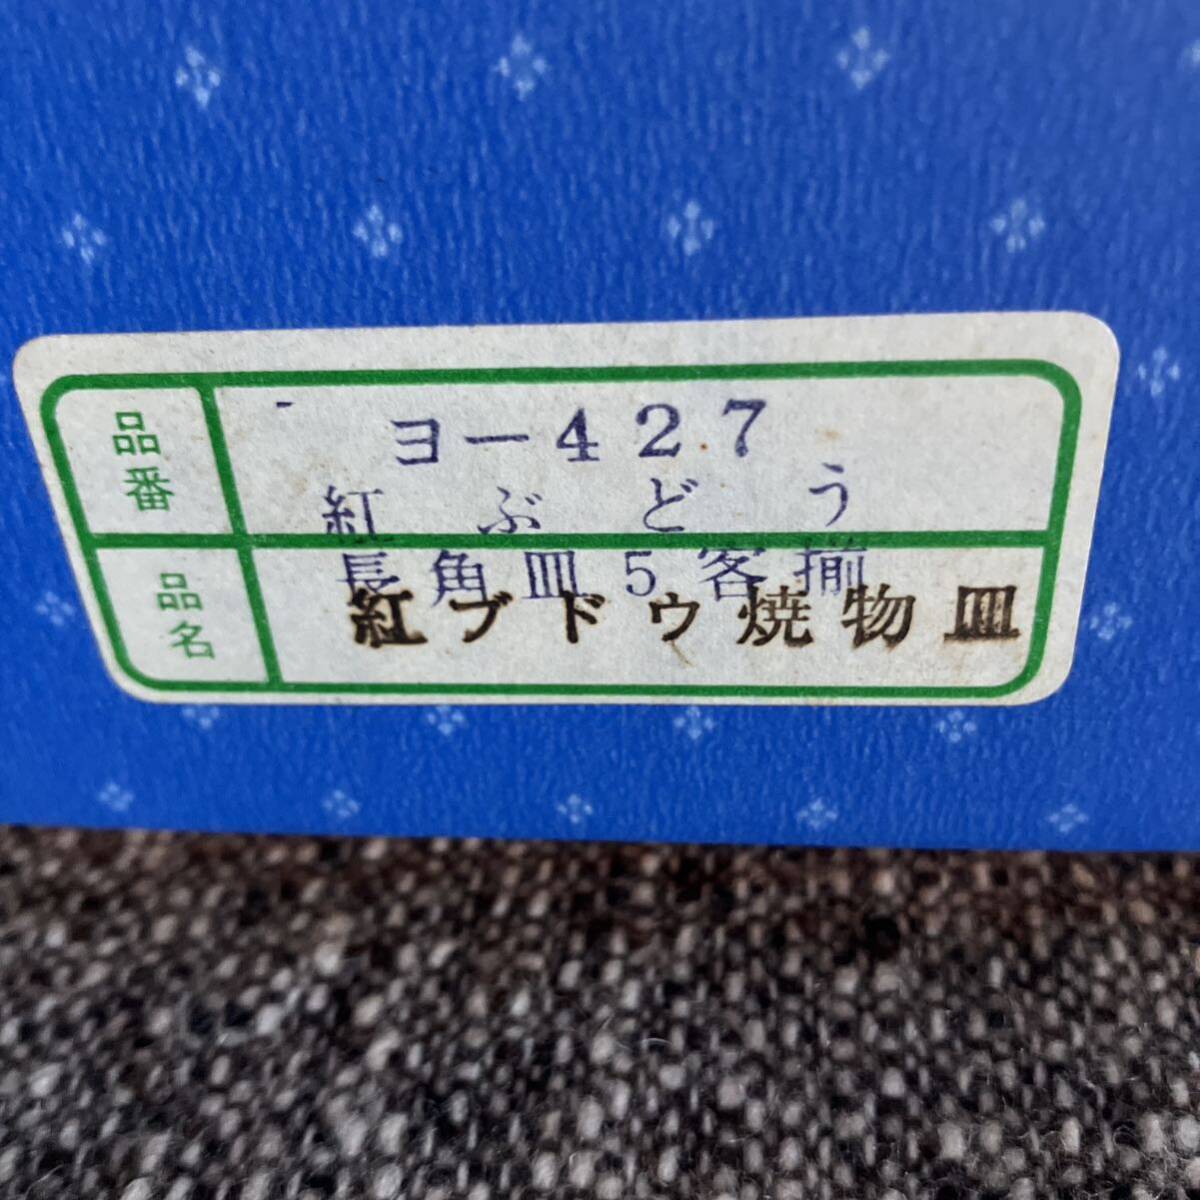 品番
ヨー427
紅ぶどう
長角皿5客揃
品名
紅ブドウ焼物皿